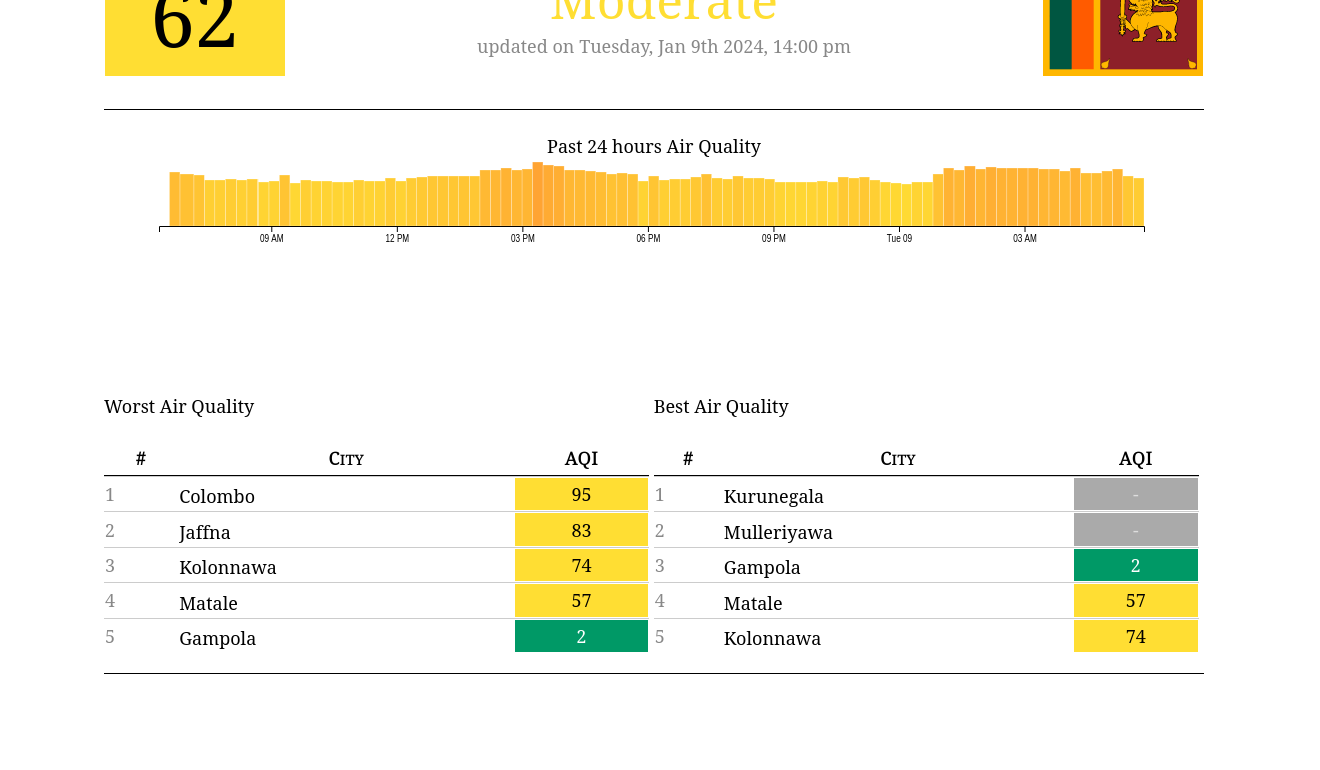 62
Moderate
updated on Tuesday, Jan 9th 2024, 14:00 pm
Past 24 hours Air Quality
09 AM 12 PM 03 PM 06 PM 09 PM Tue 09 03 AM
Worst Air Quality
# City AQI
1 Colombo 95
2 Jaffna 83
3 Kolonnawa 74
4 Matale 57
5 Gampola 2
Best Air Quality
# City AQI
1 Kurunegala -
2 Mulleriyawa -
3 Gampola 2
4 Matale 57
5 Kolonnawa 74